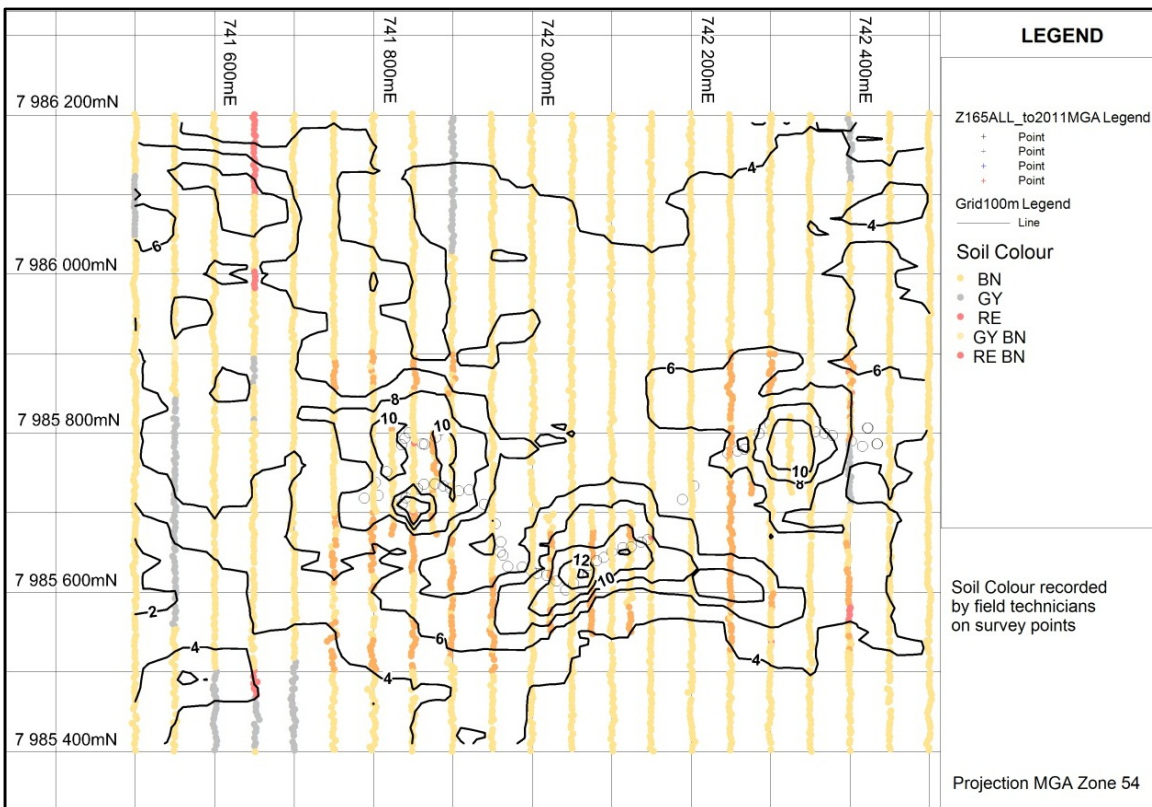 741 600mE
741 800mE
742 000mE
742 200mE
742 400mE
7 986 200mN
7 986 000mN
7 985 800mN
7 985 600mN
7 985 400mN
4
4
6
6
6
8
10
10
10
8
12
10
2
6
4
4
4
LEGEND
Z165ALL_to2011MGA Legend
Point
Point
Point
Point
Grid100m Legend
Line
Soil Colour
BN
GY
RE
GY BN
RE BN
Soil Colour recorded
by field technicians
on survey points
Projection MGA Zone 54